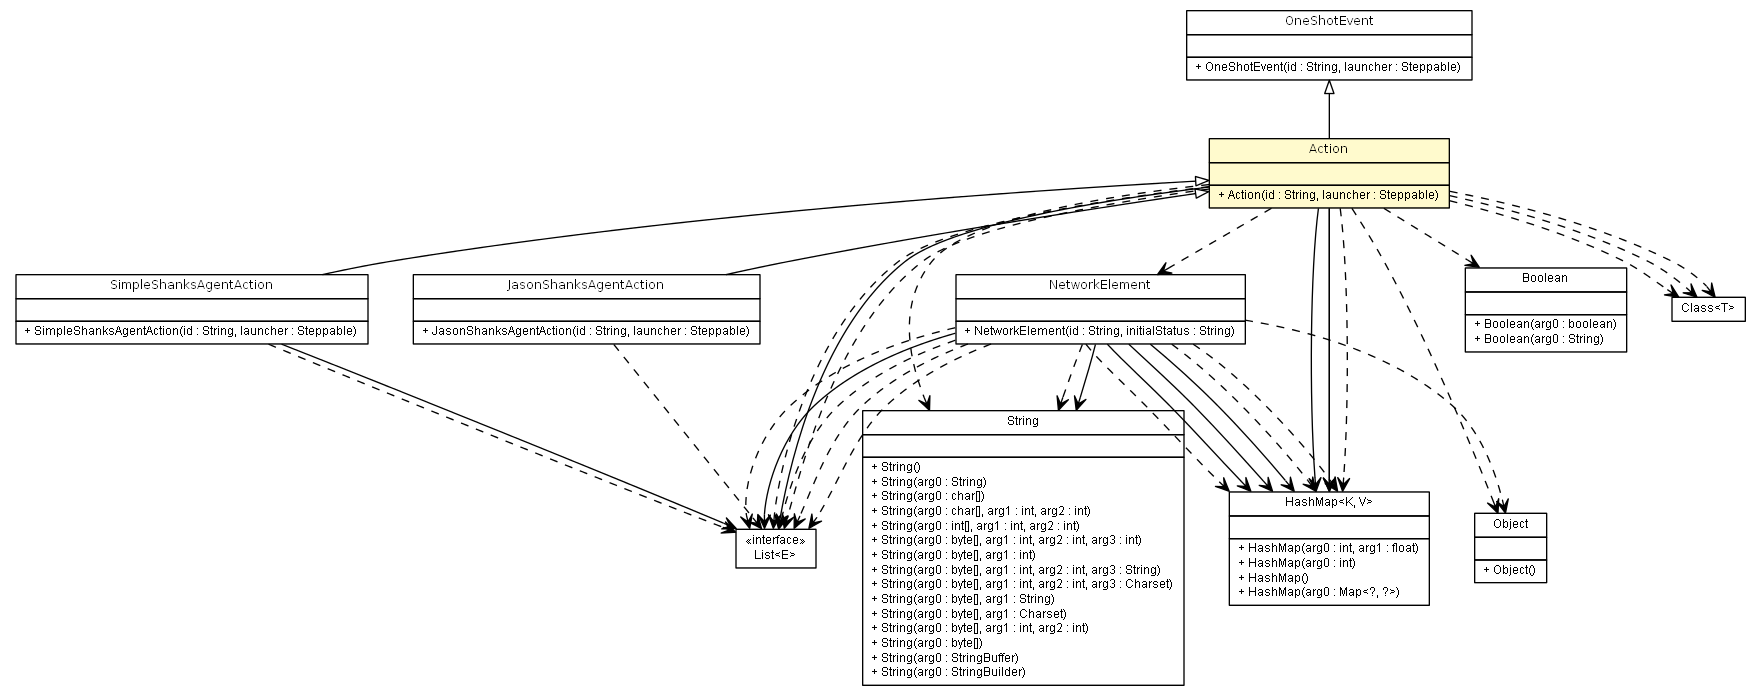 OneShotEvent
+ OneShotEvent(id : String, launcher : Steppable)
Action
+ Action(id : String, launcher : Steppable)
SimpleShanksAgentAction
+ SimpleShanksAgentAction(id : String, launcher : Steppable)
JasonShanksAgentAction
+ JasonShanksAgentAction(id : String, launcher : Steppable)
NetworkElement
+ NetworkElement(id : String, initialStatus : String)
Boolean
+ Boolean(arg0 : boolean)
+ Boolean(arg0 : String)
Class<T>
«interface»
List<E>
String
+ String()
+ String(arg0 : String)
+ String(arg0 : char[])
+ String(arg0 : char[], arg1 : int, arg2 : int)
+ String(arg0 : int[], arg1 : int, arg2 : int)
+ String(arg0 : byte[], arg1 : int, arg2 : int, arg3 : int)
+ String(arg0 : byte[], arg1 : int)
+ String(arg0 : byte[], arg1 : int, arg2 : int, arg3 : String)
+ String(arg0 : byte[], arg1 : int, arg2 : int, arg3 : Charset)
+ String(arg0 : byte[], arg1 : String)
+ String(arg0 : byte[], arg1 : Charset)
+ String(arg0 : byte[], arg1 : int, arg2 : int)
+ String(arg0 : byte[])
+ String(arg0 : StringBuffer)
+ String(arg0 : StringBuilder)
HashMap<K, V>
+ HashMap(arg0 : int, arg1 : float)
+ HashMap(arg0 : int)
+ HashMap()
+ HashMap(arg0 : Map<?, ?>)
Object
+ Object()